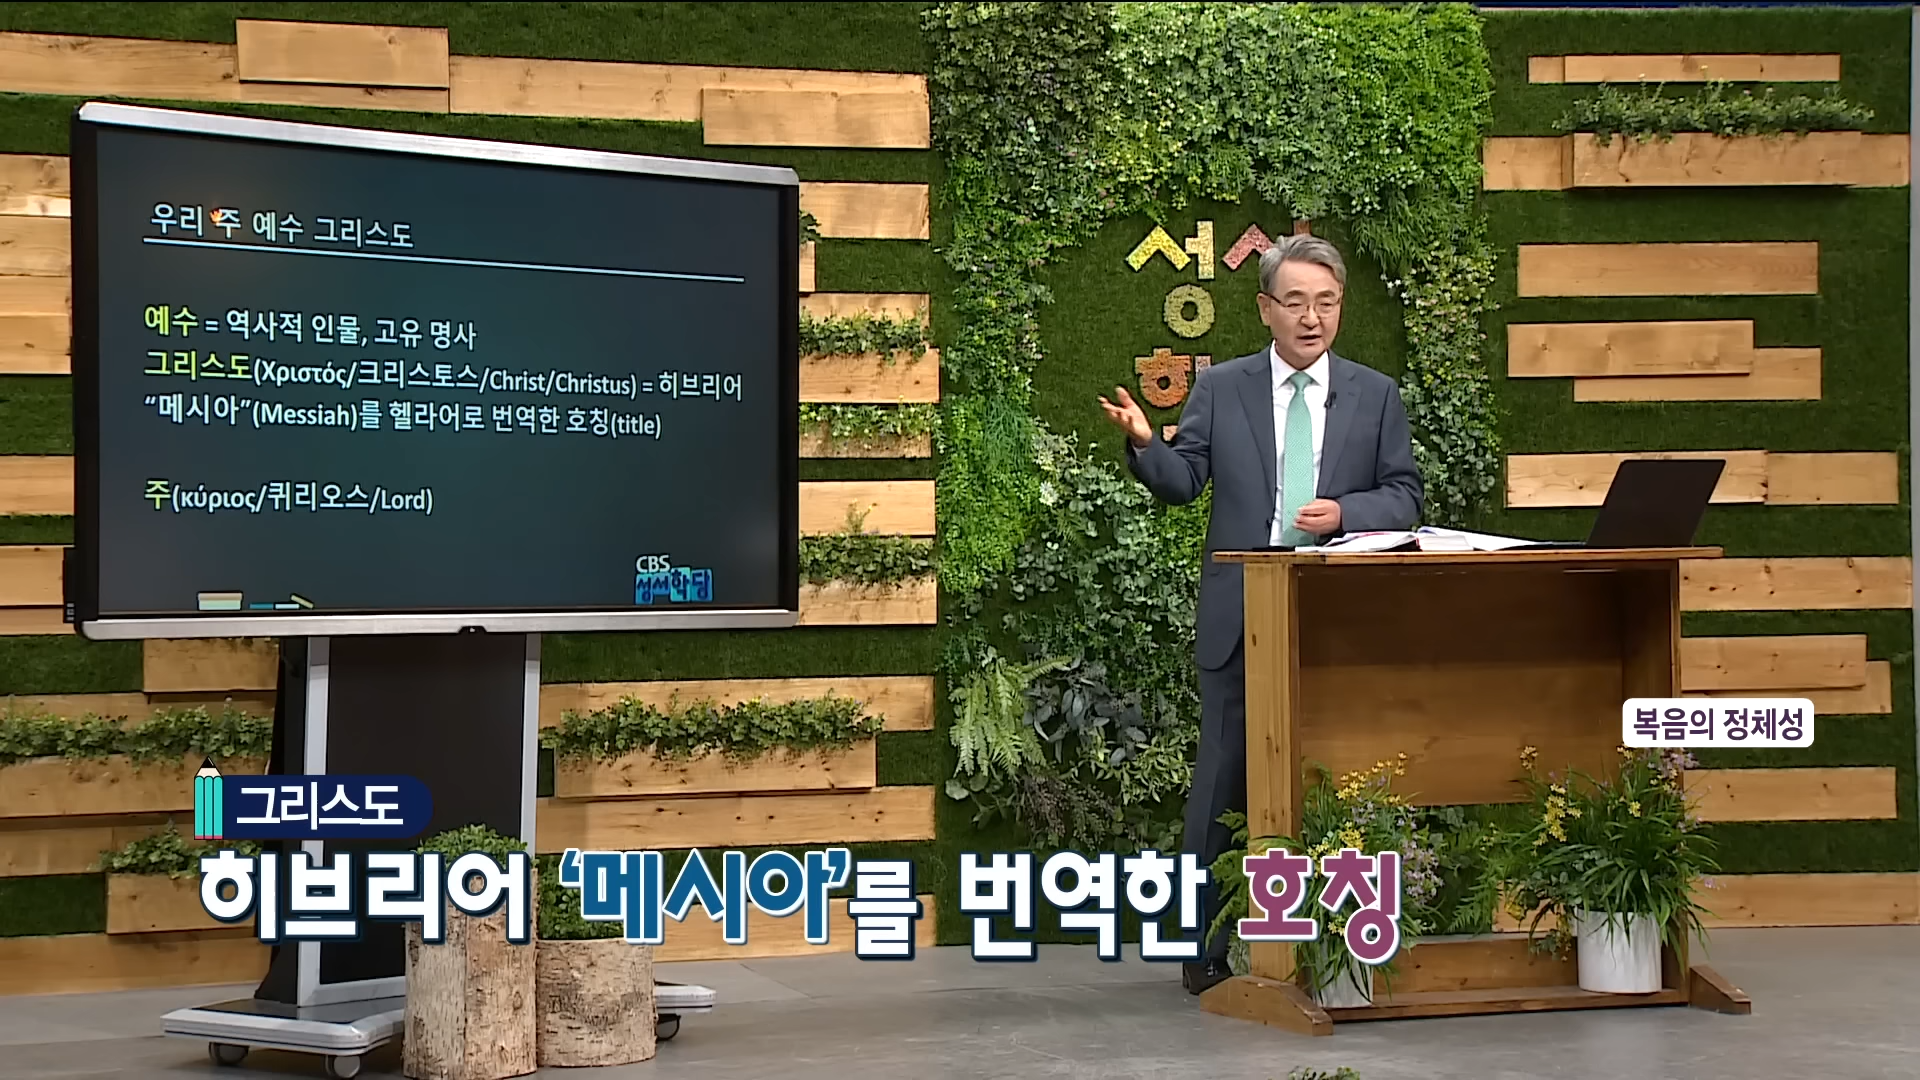 우리 주 예수 그리스도
예수 = 역사적 인물, 고유 명사
그리스도(Χριστός/크리스토스/Christ/Christus) = 히브리어
“메시아”(Messiah)를 헬라어로 번역한 호칭(title)
주(κύριος/퀴리오스/Lord)
CBS
성서학당
성서
복음의 정체성
그리스도
히브리어 ‘메시아’를 번역한 호칭